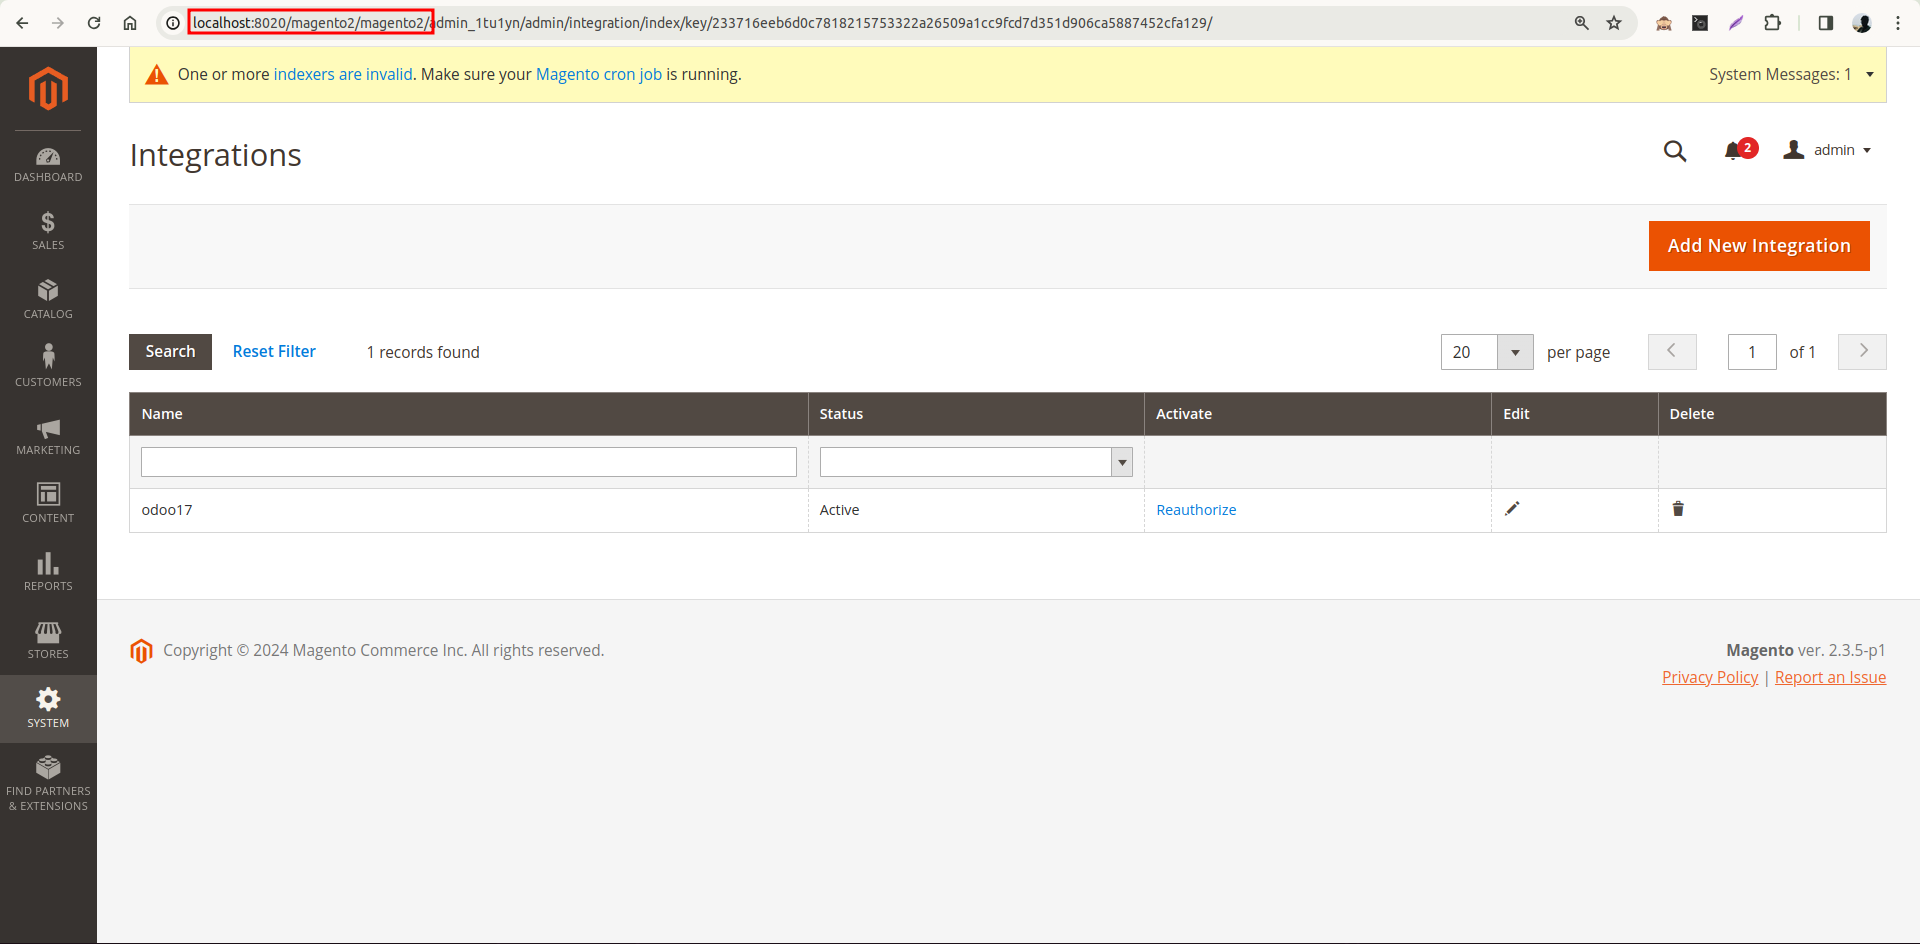 localhost:8020/magento2/magento2/admin_1tu1yn/admin/integration/index/key/233716eeb6d0c7818215753322a26509a1cc9fcd7d351d906ca5887452cfa129/
One or more indexers are invalid. Make sure your Magento cron job is running.
System Messages: 1
Integrations
2
admin
Add New Integration
Search
Reset Filter
1 records found
20
per page
1
of 1
Name
Status
Activate
Edit
Delete
odoo17
Active
Reauthorize
DASHBOARD
$
SALES
CATALOG
CUSTOMERS
MARKETING
CONTENT
REPORTS
STORES
SYSTEM
FIND PARTNERS
& EXTENSIONS
Copyright © 2024 Magento Commerce Inc. All rights reserved.
Magento ver. 2.3.5-p1
Privacy Policy | Report an Issue